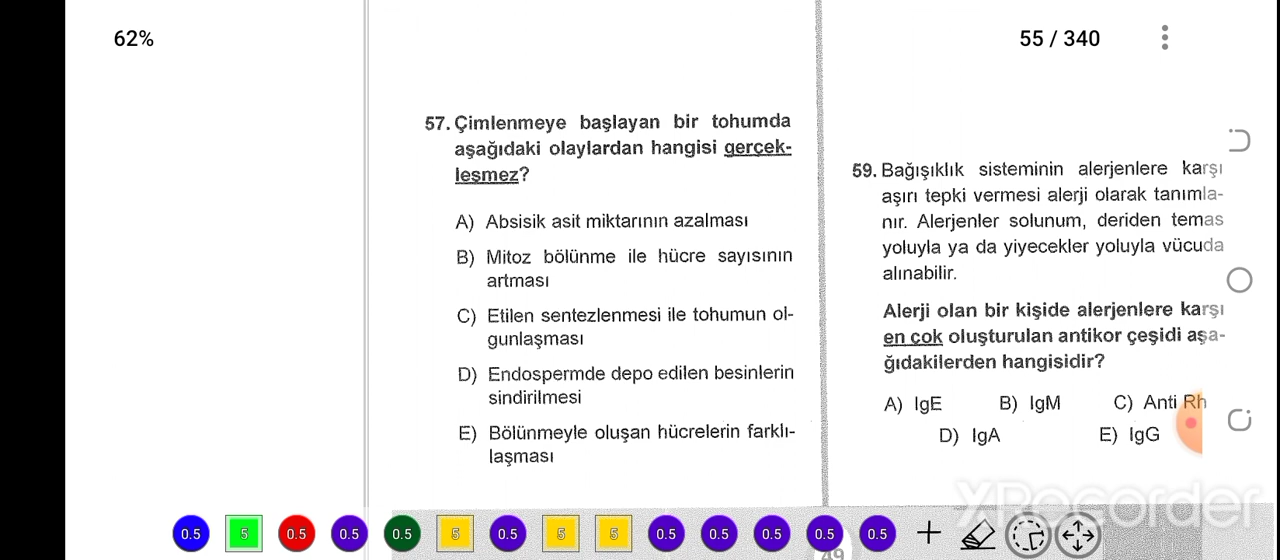 62%
55 / 340
57. Çimlenmeye başlayan bir tohumda
aşağıdaki olaylardan hangisi gerçek-
leşmez?
A) Absisik asit miktarının azalması
B) Mitoz bölünme ile hücre sayısının
artması
C) Etilen sentezlenmesi ile tohumun ol-
gunlaşması
D) Endospermde depo edilen besinlerin
sindirilmesi
E) Bölünmeyle oluşan hücrelerin farklı-
laşması
59. Bağışıklık sisteminin alerjenlere karşı
aşırı tepki vermesi alerji olarak tanımla-
nır. Alerjenler solunum, deriden temas
yoluyla ya da yiyecekler yoluyla vücuda
alınabilir.
Alerji olan bir kişide alerjenlere karşı
en çok oluşturulan antikor çeşidi aşa-
ğıdakilerden hangisidir?
A) IgE B) IgM C) Anti Rh
D) IgA E) IgG
XRecorder
0.5 5 0.5 0.5 0.5 5 0.5 5 5 0.5 0.5 0.5 0.5 0.5
49